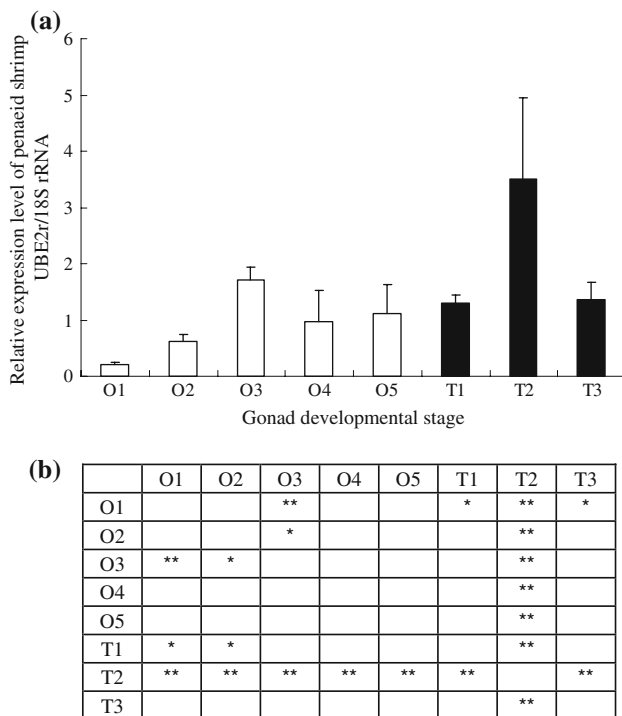 (a)
Relative expression level of penaeid shrimp
UBE2r/18S rRNA
6
5
4
3
2
1
0
O1 O2 O3 O4 O5 T1 T2 T3
Gonad developmental stage
(b)
O1 O2 O3 O4 O5 T1 T2 T3
O1 ** * ** *
O2 * **
O3 ** * **
O4 **
O5 **
T1 * * **
T2 ** ** ** ** ** ** **
T3 **